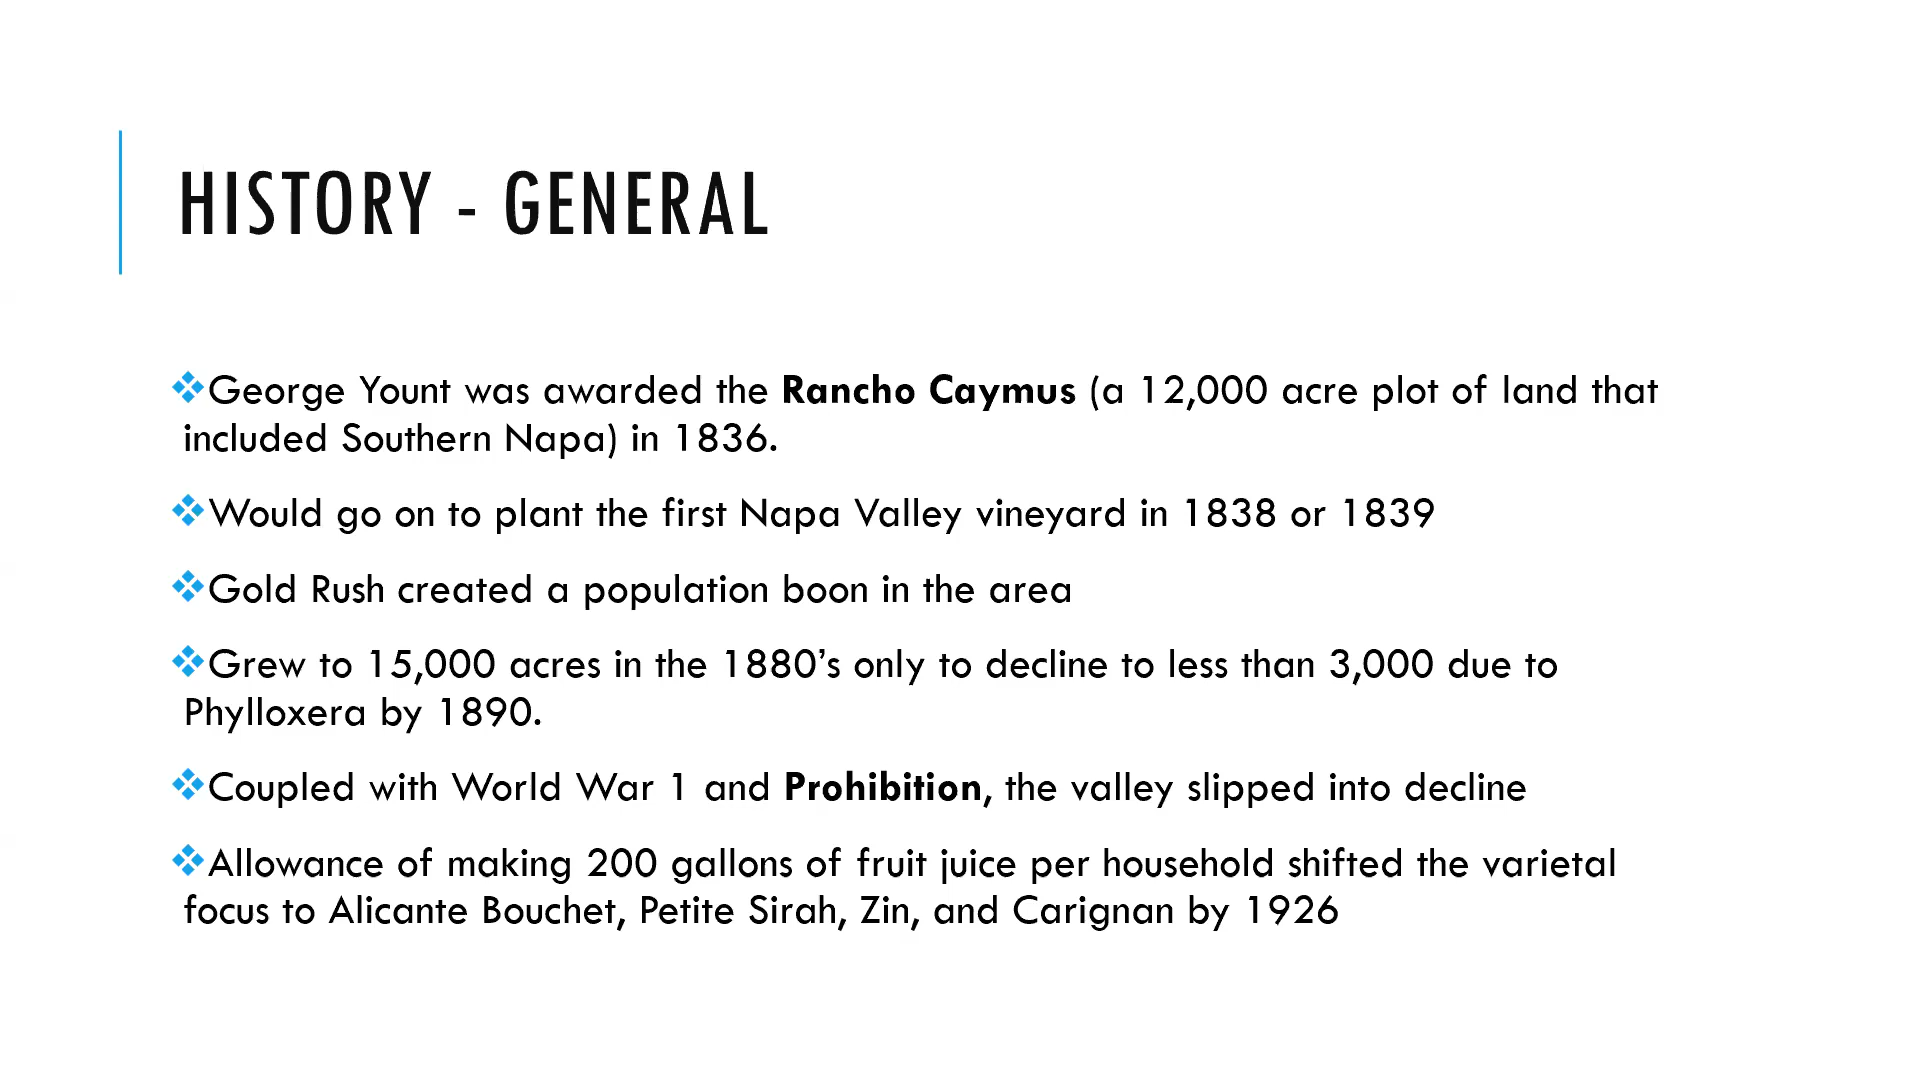 HISTORY - GENERAL
❖George Yount was awarded the Rancho Caymus (a 12,000 acre plot of land that
included Southern Napa) in 1836.
❖Would go on to plant the first Napa Valley vineyard in 1838 or 1839
❖Gold Rush created a population boon in the area
❖Grew to 15,000 acres in the 1880’s only to decline to less than 3,000 due to
Phylloxera by 1890.
❖Coupled with World War 1 and Prohibition, the valley slipped into decline
❖Allowance of making 200 gallons of fruit juice per household shifted the varietal
focus to Alicante Bouchet, Petite Sirah, Zin, and Carignan by 1926